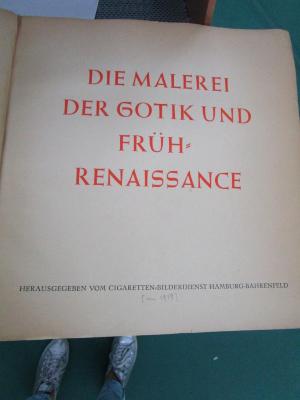 DIE MALEREI
DER GOTIK UND
FRÜH-
RENAISSANCE
HERAUSGEGEBEN VOM CIGARETTEN-BILDERDIENST HAMBURG-BAHRENFELD